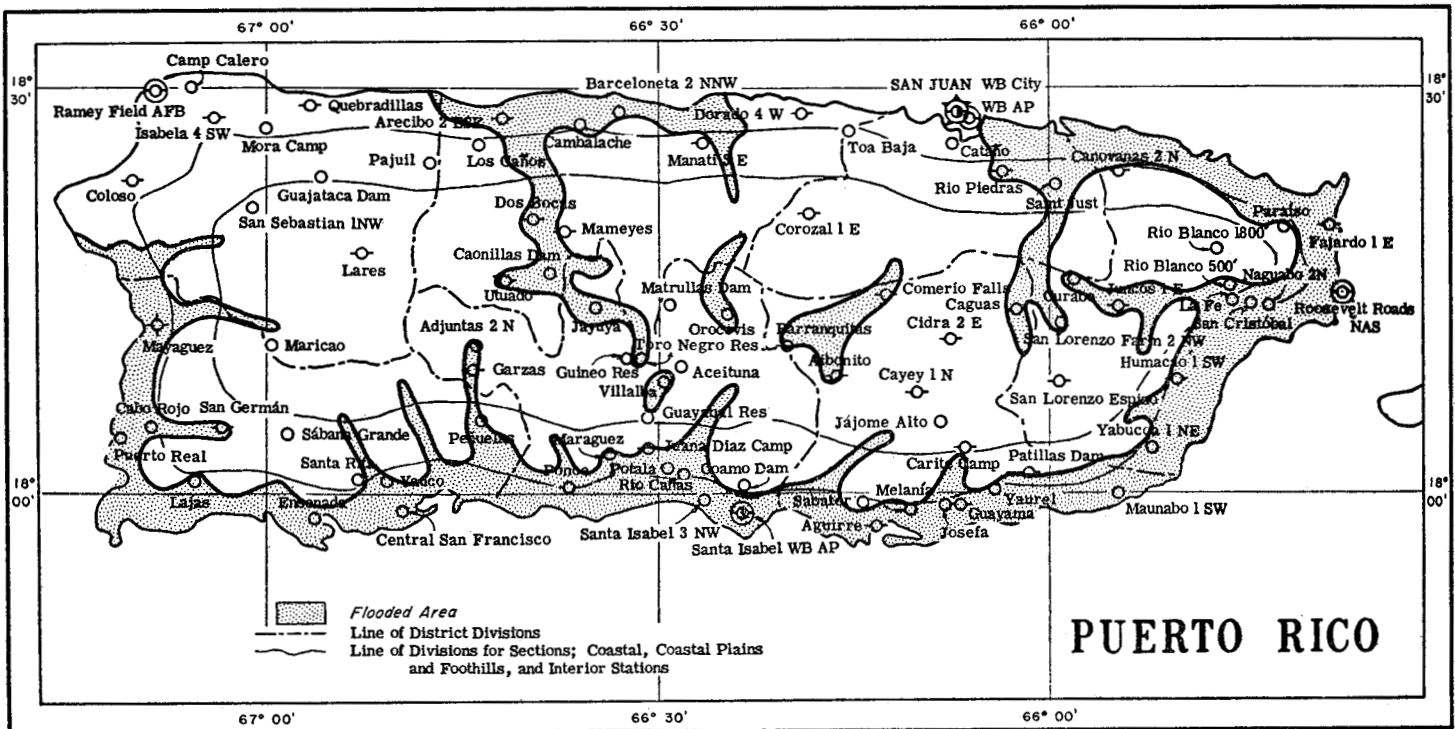 67° 00'
66° 30'
66° 00'
18°
30'
18°
30'
Camp Calero
Ramey Field AFB
Isabela 4 SW
Quebradillas
Mora Camp
Arecibo 2 ESE
Barceloneta 2 NNW
Dorado 4 W
SAN JUAN WB City
WB AP
Pajuil
Los Caños
Cambalache
Manatí 3 E
Toa Baja
Cataño
Canovanas 2 N
Coloso
Guajataca Dam
Rio Piedras
Saint Just
San Sebastian 1NW
Dos Bocas
Mameyes
Corozal 1 E
Paraiso
Rio Blanco 1800
Fajardo 1 E
Lares
Caonillas Dam
Rio Blanco 500'
Naguabo 2N
Utuado
Matrullas Dam
Comerío Falls
Gurabo
Juncos 1 E
Caguas
La Fe
Roosevelt Roads
NAS
Jayuya
Orocovis
Barranquitas
Cidra 2 E
San Cristóbal
Mayaguez
Maricao
Adjuntas 2 N
Toro Negro Res
San Lorenzo Farm 2 NW
Humacao 1 SW
Garzas
Guineo Res
Aceituna
Aibonito
Villalba
Cayey 1 N
San Lorenzo Espino
Cabo Rojo
San Germán
Guayabal Res
Jájome Alto
Puerto Real
Sábana Grande
Peñuelas
Maraguez
Juana Diaz Camp
Yabucoa 1 NE
Santa Rita
Yauco
Ponce
Potala
Coamo Dam
Carite Camp
Patillas Dam
Rio Cañas
Lajas
Ensenada
Sabater
Melanía
Yaurel
18°
00'
18°
00'
Central San Francisco
Santa Isabel 3 NW
Santa Isabel WB AP
Aguirre
Josefa
Guayama
Maunabo 1 SW
Flooded Area
Line of District Divisions
Line of Divisions for Sections; Coastal, Coastal Plains
and Foothills, and Interior Stations
PUERTO RICO
67° 00'
66° 30'
66° 00'